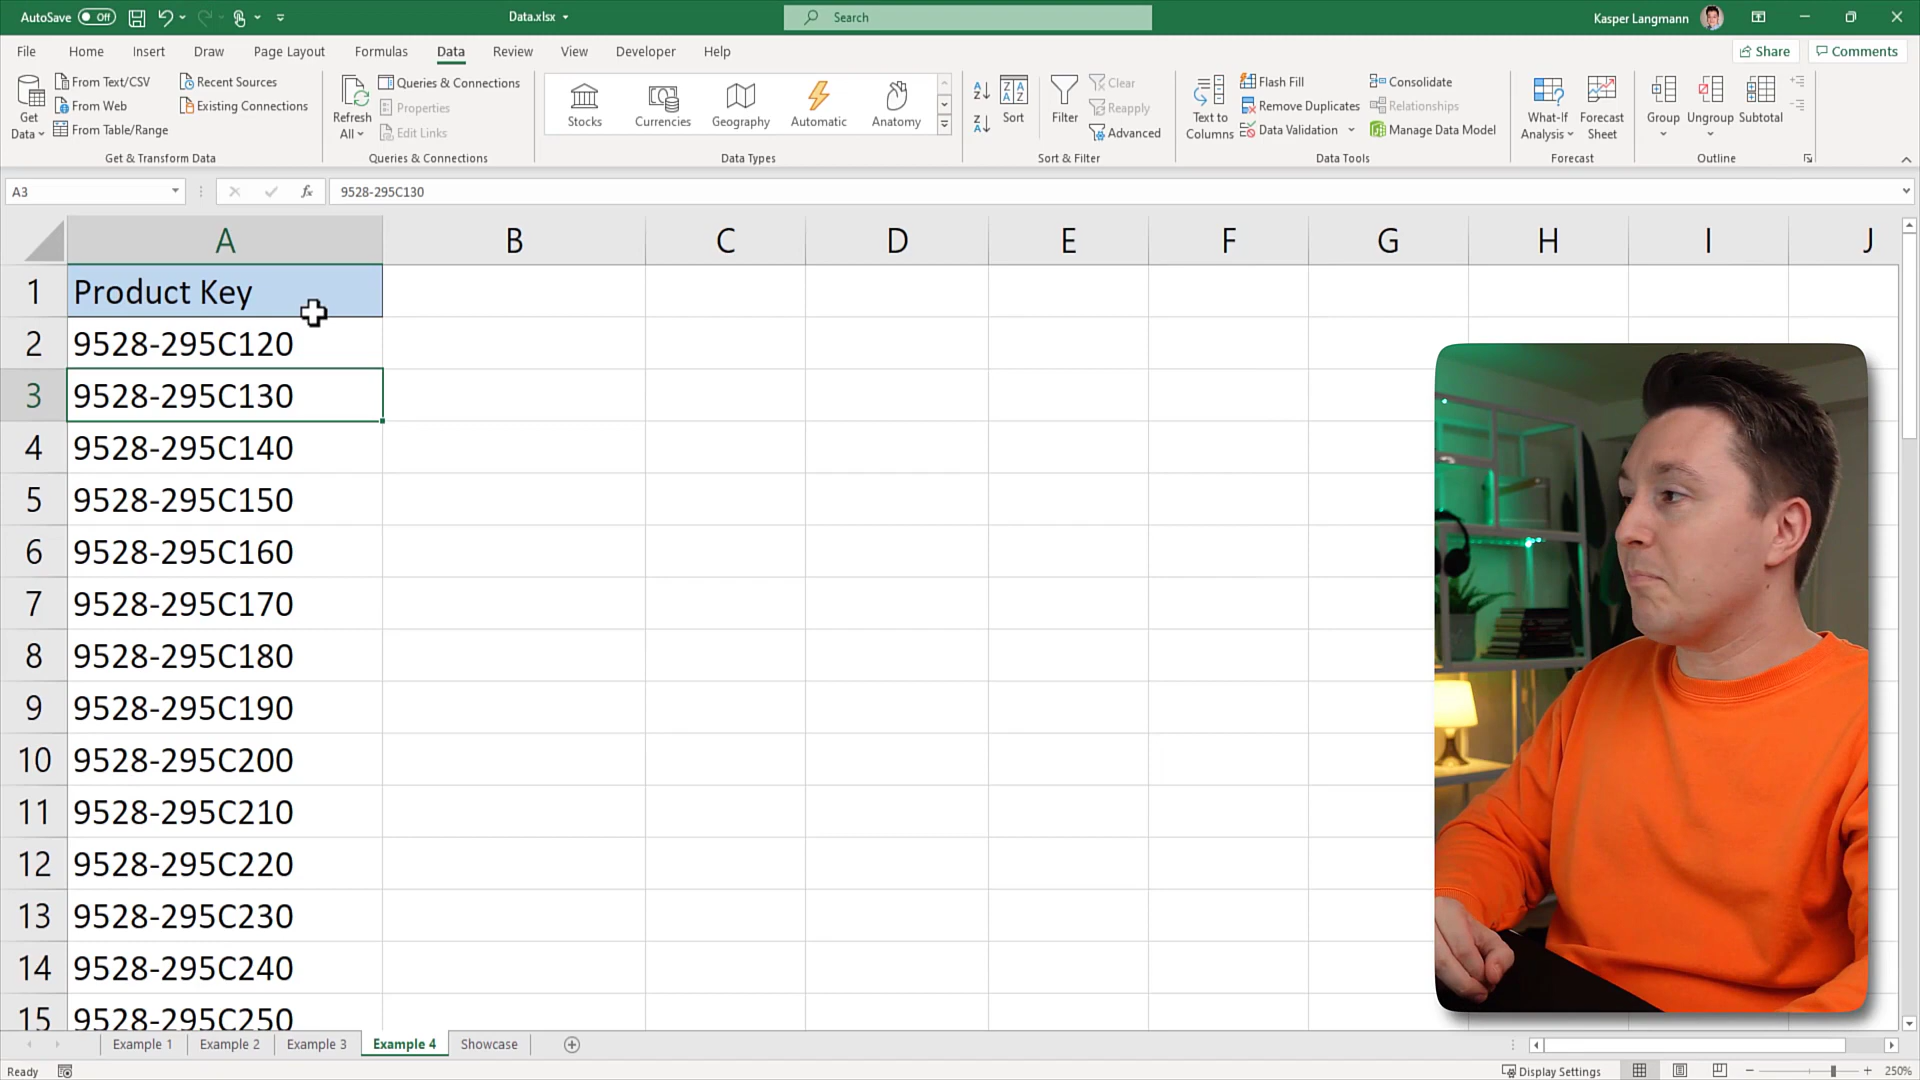 AutoSave Off Data.xlsx Search Kasper Langmann
File Home Insert Draw Page Layout Formulas Data Review View Developer Help Share Comments
Get Data From Text/CSV From Web From Table/Range Recent Sources Existing Connections
Refresh All Queries & Connections Properties Edit Links
Stocks Currencies Geography Automatic Anatomy
Sort Filter Clear Reapply Advanced
Text to Columns Flash Fill Remove Duplicates Data Validation Consolidate Relationships Manage Data Model
What-If Analysis Forecast Sheet Group Ungroup Subtotal
Get & Transform Data Queries & Connections Data Types Sort & Filter Data Tools Forecast Outline
A3 fx 9528-295C130
A B C D E F G H I J
1 Product Key
2 9528-295C120
3 9528-295C130
4 9528-295C140
5 9528-295C150
6 9528-295C160
7 9528-295C170
8 9528-295C180
9 9528-295C190
10 9528-295C200
11 9528-295C210
12 9528-295C220
13 9528-295C230
14 9528-295C240
15 9528-295C250
Example 1 Example 2 Example 3 Example 4 Showcase
Ready Display Settings 250%